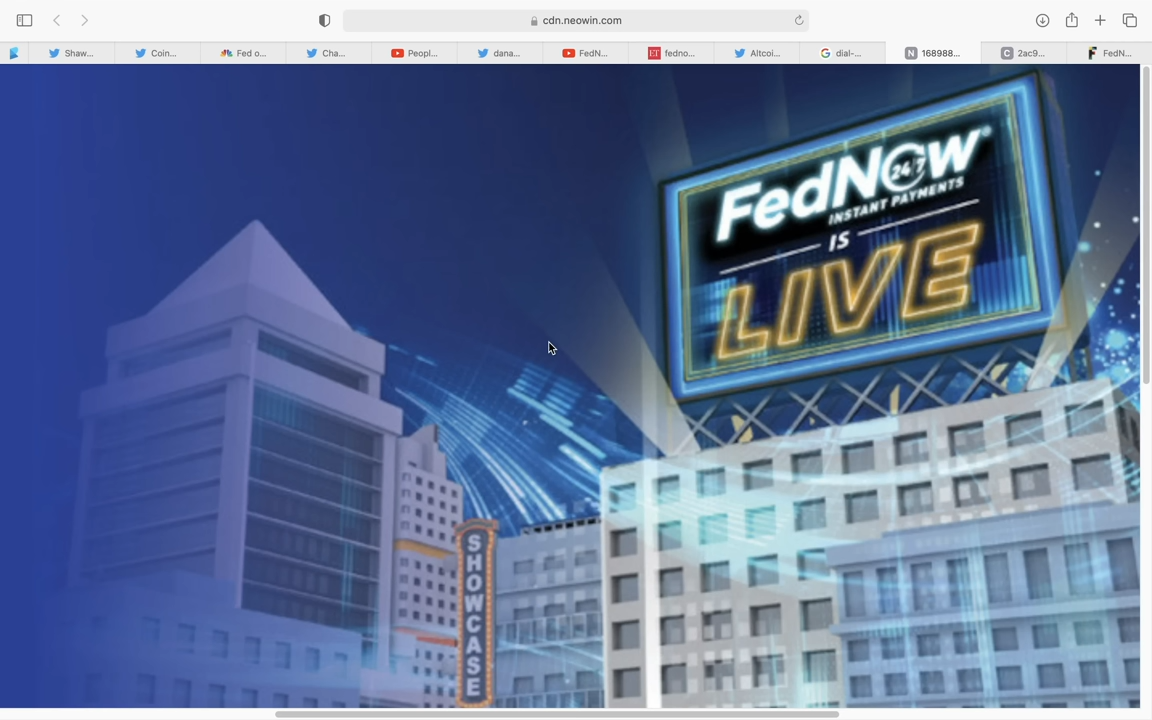 cdn.neowin.com
Shaw...
Coin...
Fed o...
Cha...
Peopl...
dana...
FedN...
ET
fedno...
Altcoi...
dial-...
N
168988...
C
2ac9...
FedN...
FedNow®
24/7
INSTANT PAYMENTS
IS
LIVE
SHOWCASE